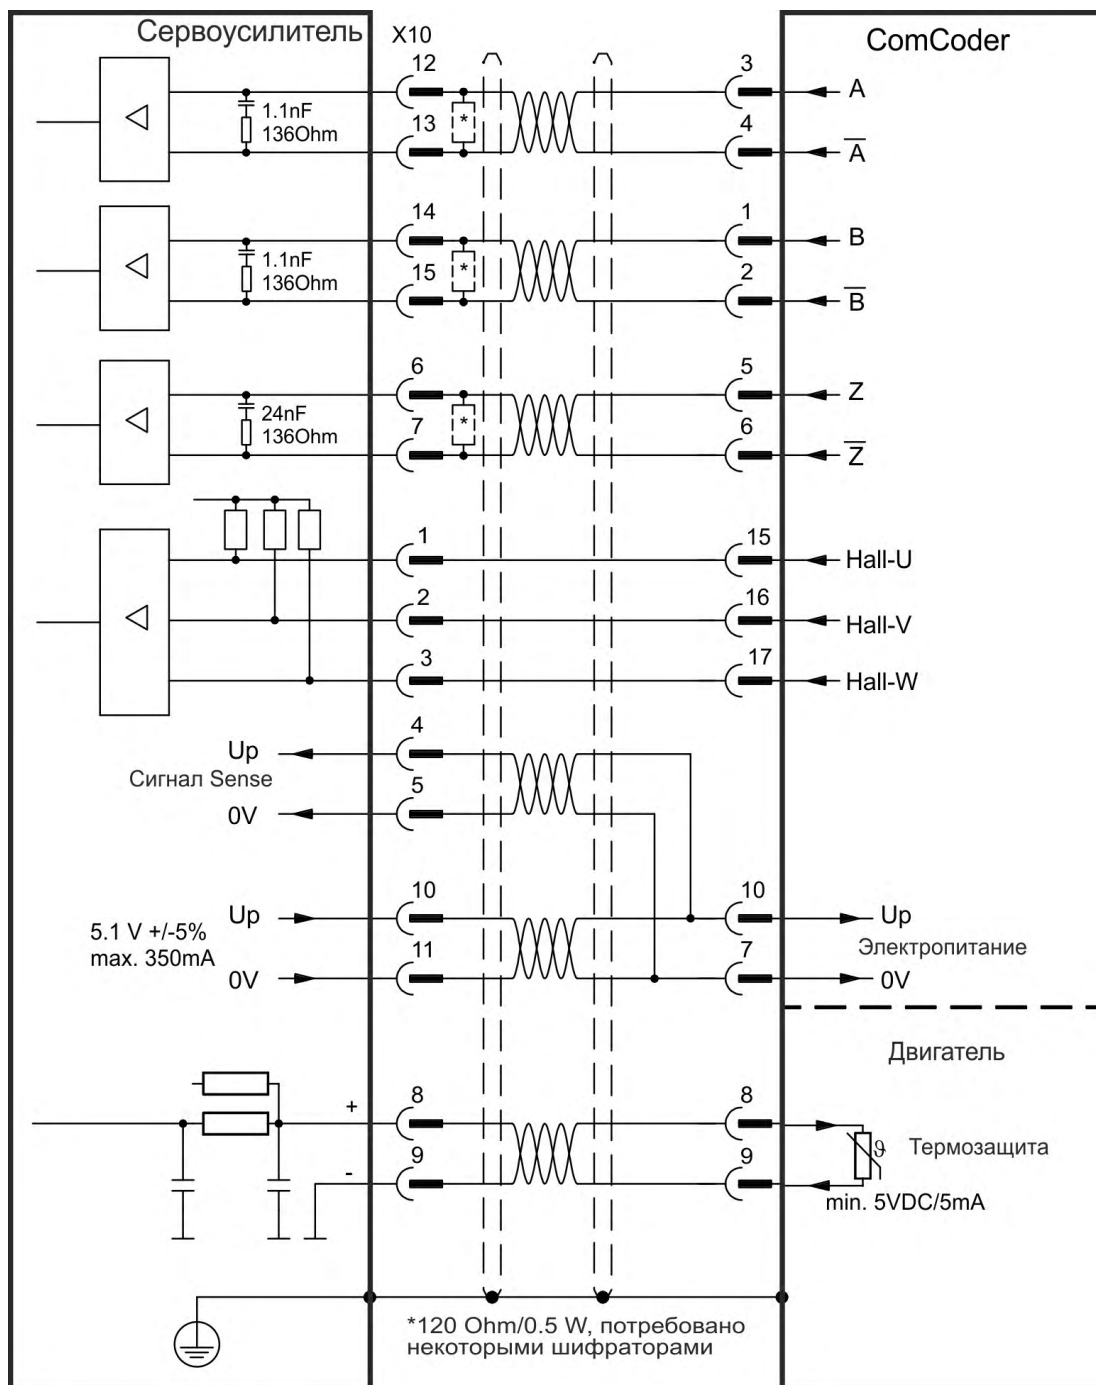 Сервоусилитель
X10
ComCoder
12
3
A
1.1nF
136Ohm
*
13
4
A
14
1
B
1.1nF
136Ohm
*
15
2
B
6
5
Z
24nF
136Ohm
*
7
6
Z
1
15
Hall-U
2
16
Hall-V
3
17
Hall-W
4
Up
Сигнал Sense
5
0V
10
10
Up
Up
5.1 V +/-5%
max. 350mA
Электропитание
11
7
0V
0V
Двигатель
+
8
8
ϑ
Термозащита
-
9
9
min. 5VDC/5mA
*120 Ohm/0.5 W, потребовано
некоторыми шифраторами